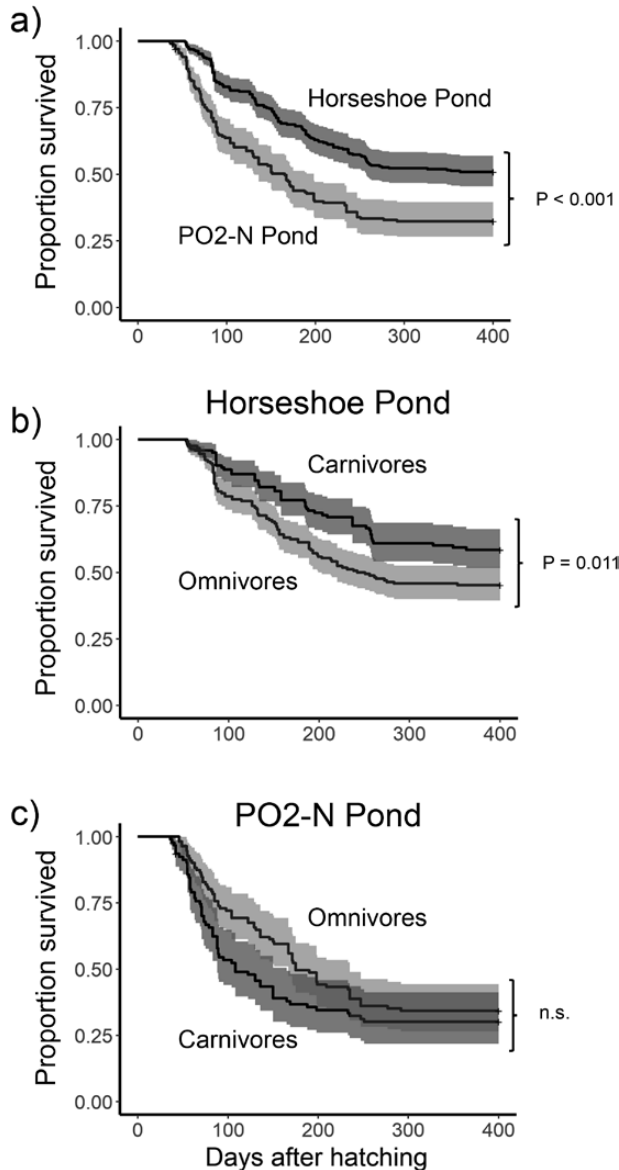 a)
Proportion survived
1.00
0.75
0.50
0.25
0.00
Horseshoe Pond
PO2-N Pond
P < 0.001
0 100 200 300 400
Horseshoe Pond
b)
Proportion survived
1.00
0.75
0.50
0.25
0.00
Carnivores
Omnivores
P = 0.011
0 100 200 300 400
c)
PO2-N Pond
Proportion survived
1.00
0.75
0.50
0.25
0.00
Omnivores
Carnivores
n.s.
0 100 200 300 400
Days after hatching